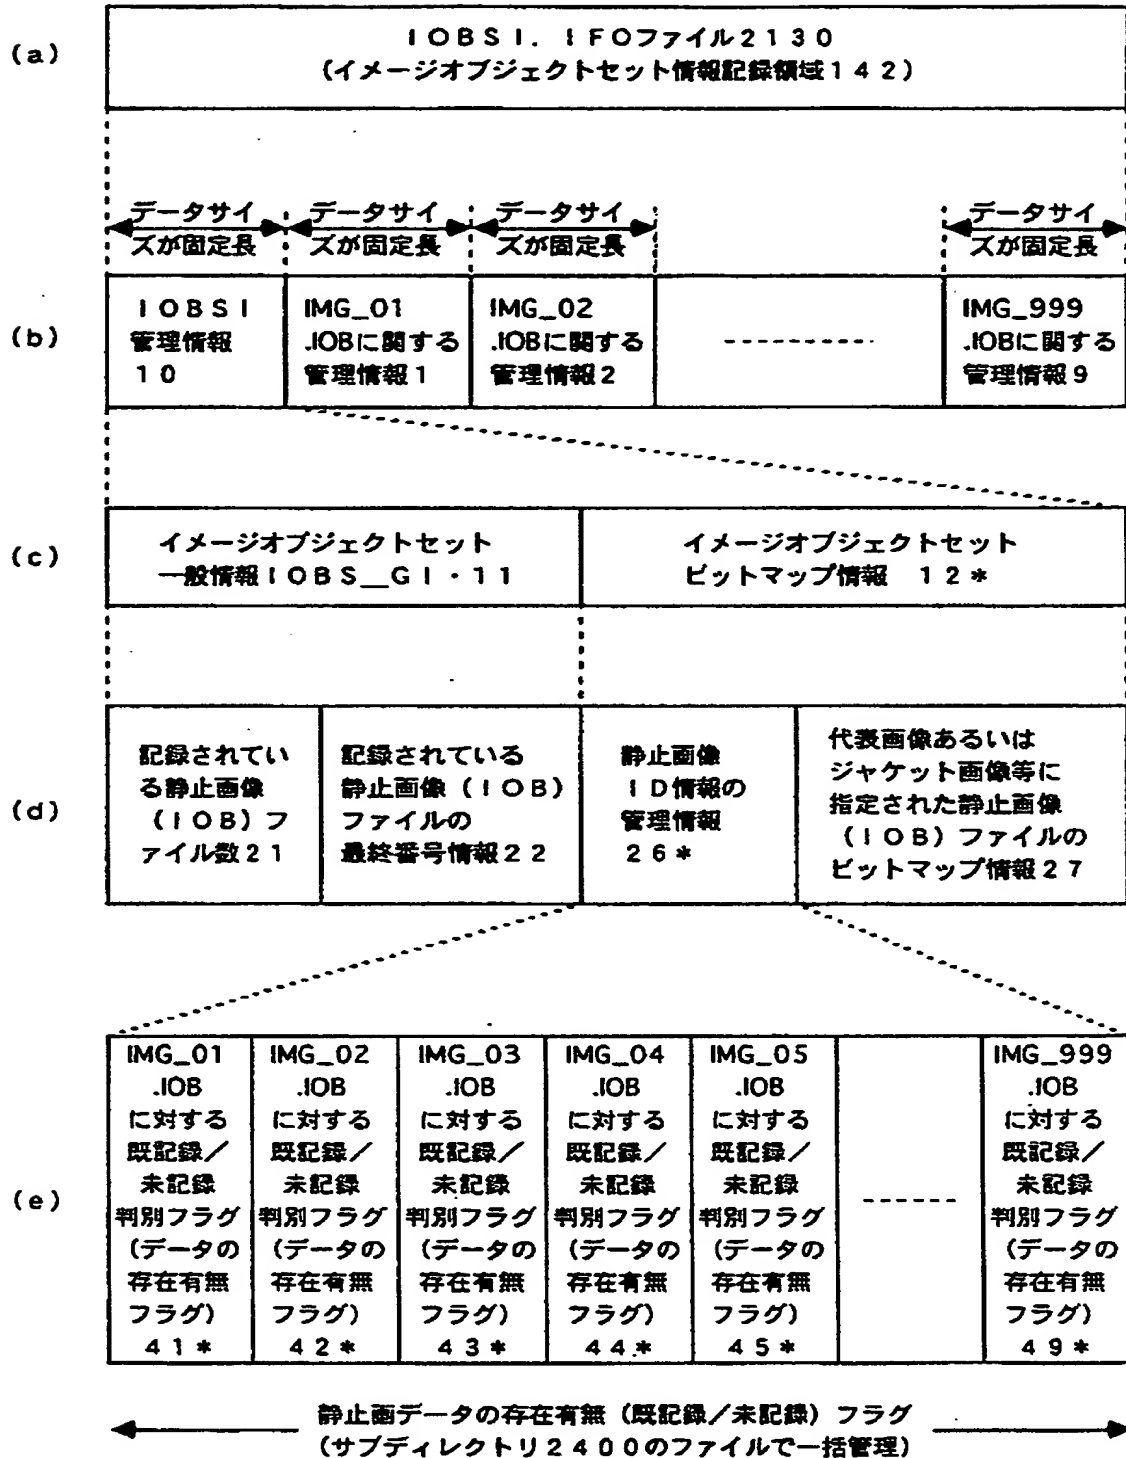 (a)
IOBSI. IFOファイル2130
(イメージオブジェクトセット情報記録領域142)
データサイ
ズが固定長
データサイ
ズが固定長
データサイ
ズが固定長
データサイ
ズが固定長
(b)
IOBSI
管理情報
10
IMG_01
.IOBに関する
管理情報1
IMG_02
.IOBに関する
管理情報2
IMG_999
.IOBに関する
管理情報9
(c)
イメージオブジェクトセット
一般情報IOBS__GI・11
イメージオブジェクトセット
ビットマップ情報 12*
(d)
記録されてい
る静止画像
(IOB)フ
ァイル数21
記録されている
静止画像(IOB)
ファイルの
最終番号情報22
静止画像
ID情報の
管理情報
26*
代表画像あるいは
ジャケット画像等に
指定された静止画像
(IOB)ファイルの
ビットマップ情報27
(e)
IMG_01
.IOB
に対する
既記録/
未記録
判別フラグ
(データの
存在有無
フラグ)
41*
IMG_02
.IOB
に対する
既記録/
未記録
判別フラグ
(データの
存在有無
フラグ)
42*
IMG_03
.IOB
に対する
既記録/
未記録
判別フラグ
(データの
存在有無
フラグ)
43*
IMG_04
.IOB
に対する
既記録/
未記録
判別フラグ
(データの
存在有無
フラグ)
44*
IMG_05
.IOB
に対する
既記録/
未記録
判別フラグ
(データの
存在有無
フラグ)
45*
IMG_999
.IOB
に対する
既記録/
未記録
判別フラグ
(データの
存在有無
フラグ)
49*
静止画データの存在有無(既記録/未記録)フラグ
(サブディレクトリ2400のファイルで一括管理)